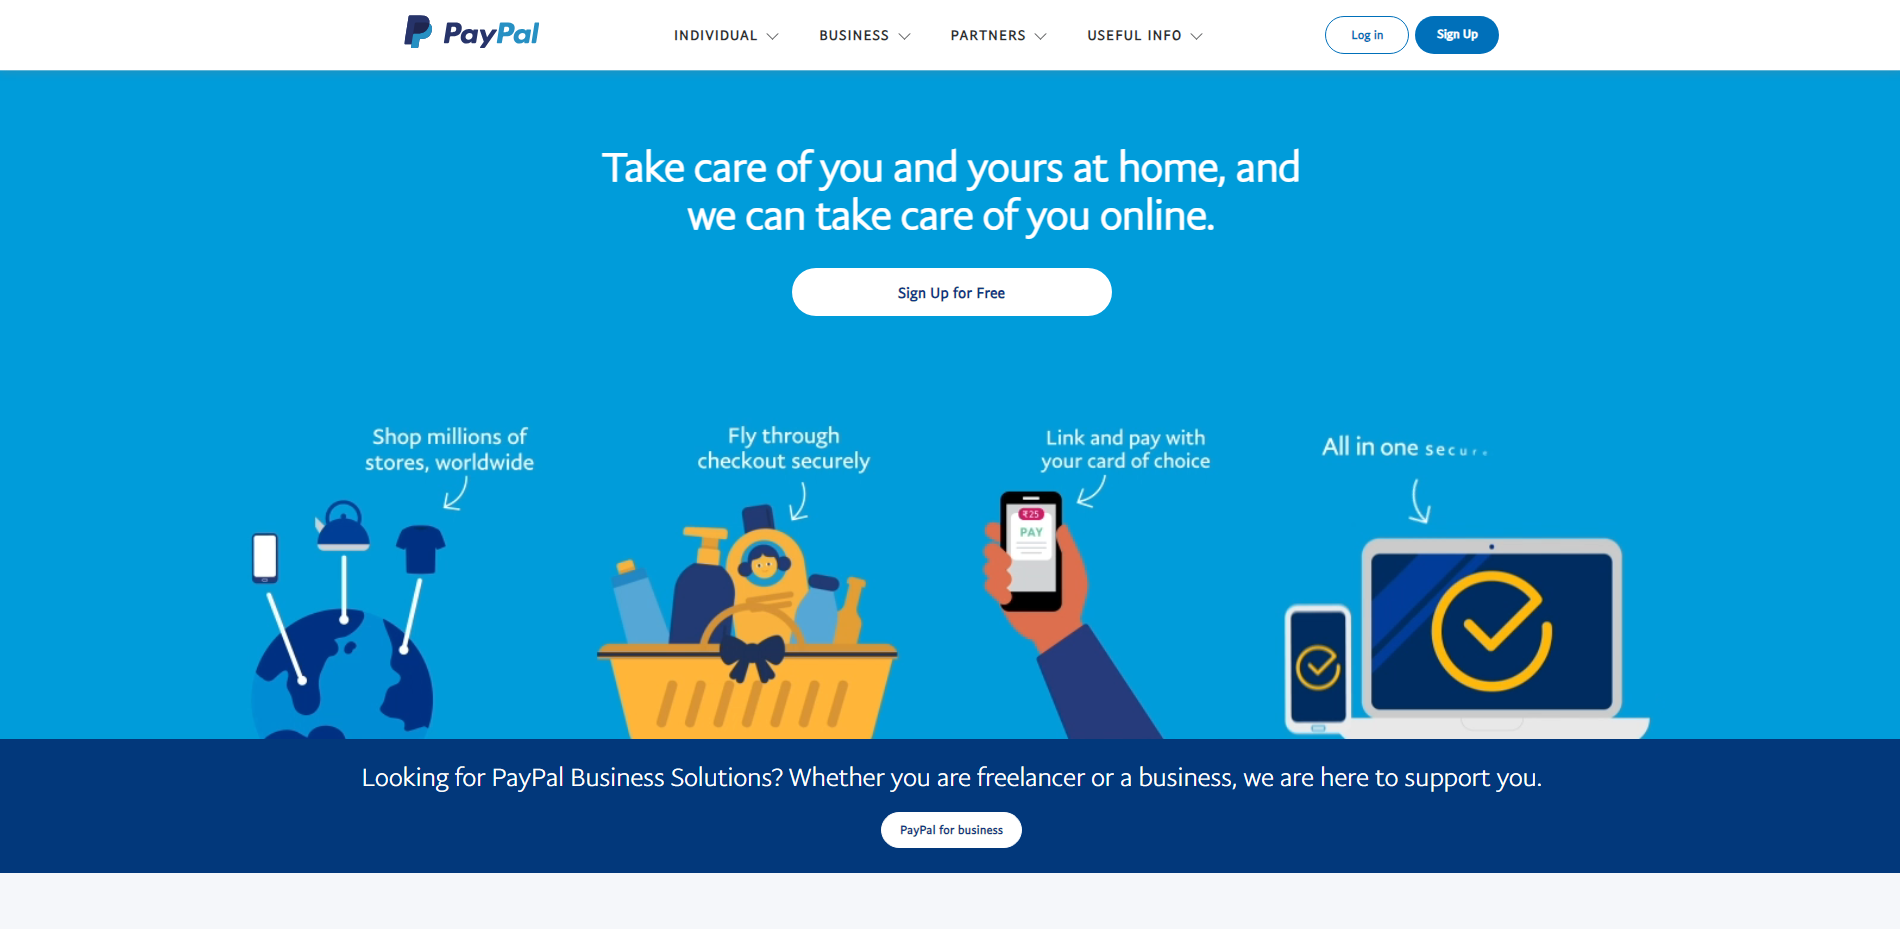 PayPal
INDIVIDUAL
BUSINESS
PARTNERS
USEFUL INFO
Log in
Sign Up
Take care of you and yours at home, and
we can take care of you online.
Sign Up for Free
Shop millions of
stores, worldwide
Fly through
checkout securely
Link and pay with
your card of choice
All in one secur
₹25
PAY
Looking for PayPal Business Solutions? Whether you are freelancer or a business, we are here to support you.
PayPal for business